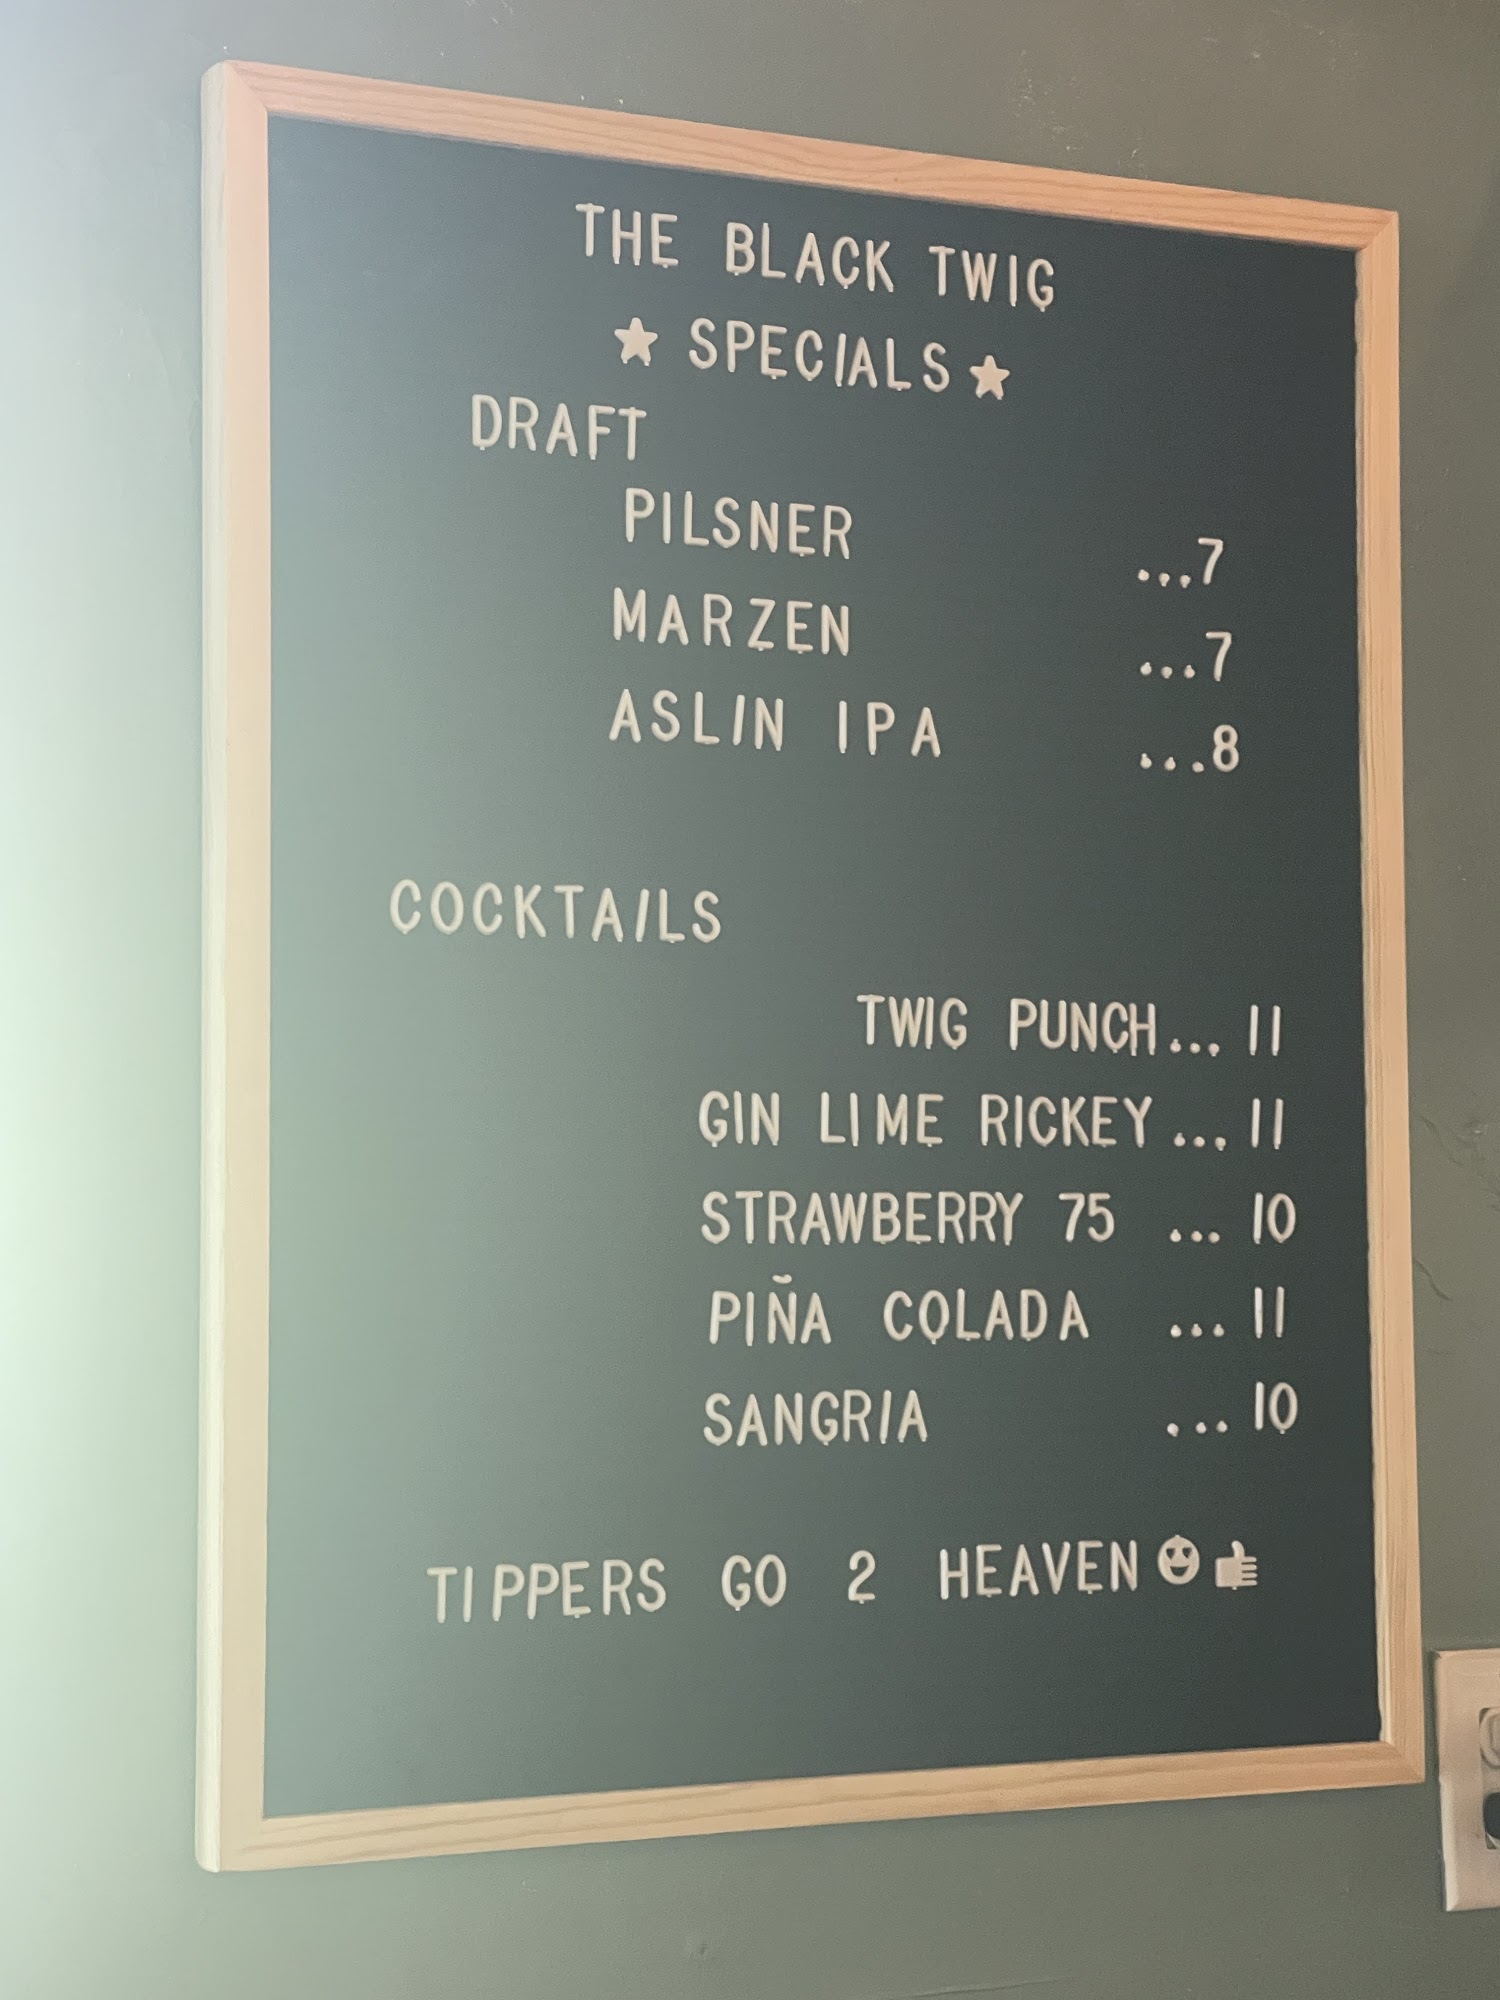 THE BLACK TWIG
★ SPECIALS ★
DRAFT
PILSNER ...7
MARZEN ...7
ASLIN IPA ...8
COCKTAILS
TWIG PUNCH... 11
GIN LIME RICKEY... 11
STRAWBERRY 75 ... 10
PIÑA COLADA ... 11
SANGRIA ... 10
TIPPERS GO 2 HEAVEN😍👍